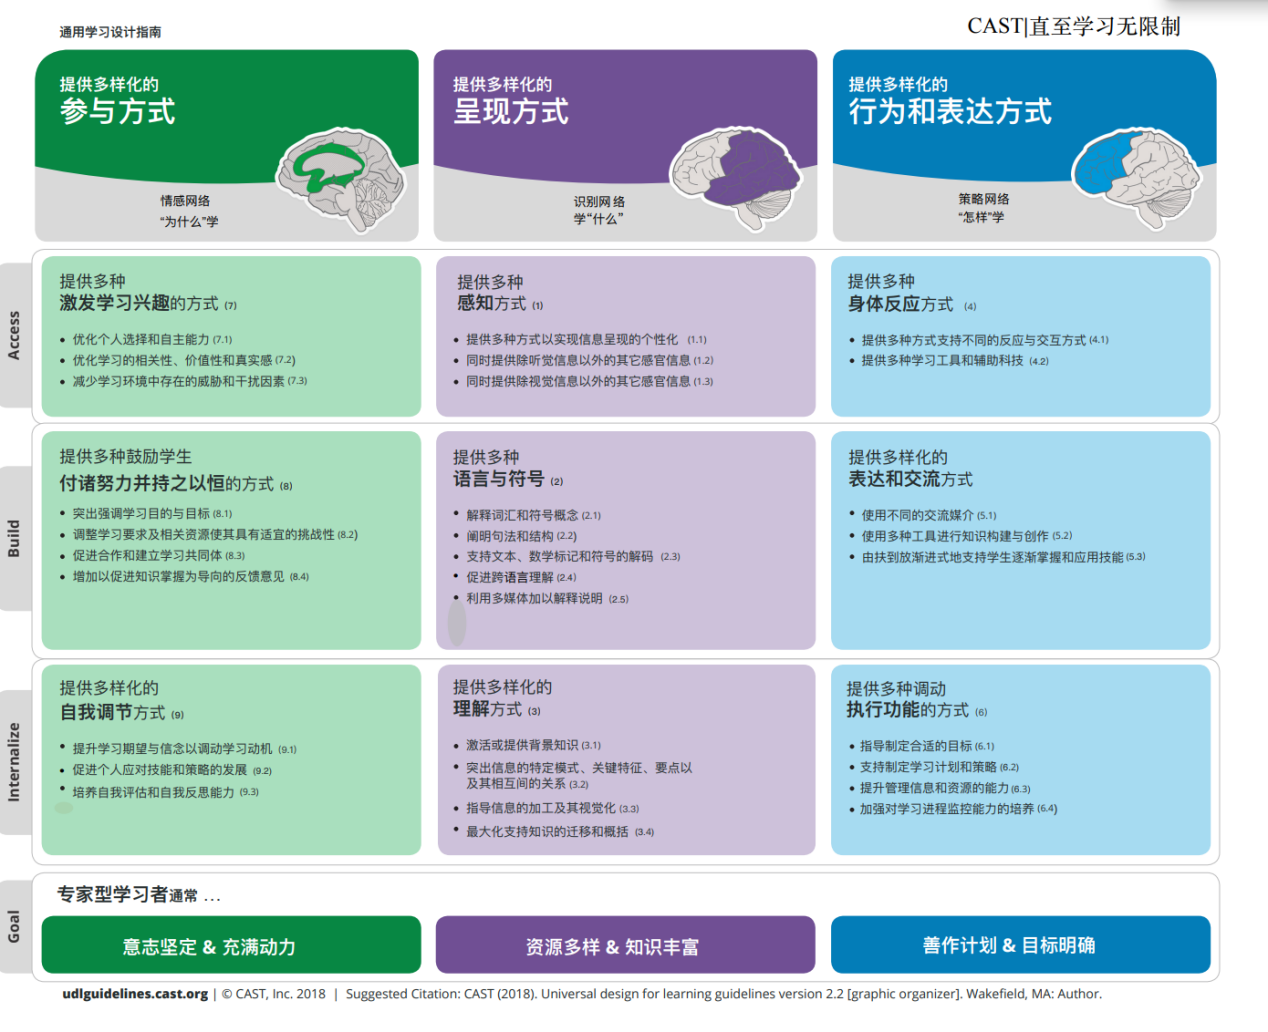 通用学习设计指南
CAST|直至学习无限制
提供多样化的
参与方式
情感网络
“为什么”学
提供多样化的
呈现方式
识别网络
学“什么”
提供多样化的
行为和表达方式
策略网络
“怎样”学
Access
提供多种
激发学习兴趣的方式 (7)
• 优化个人选择和自主能力 (7.1)
• 优化学习的相关性、价值性和真实感 (7.2)
• 减少学习环境中存在的威胁和干扰因素 (7.3)
提供多种
感知方式 (1)
• 提供多种方式以实现信息呈现的个性化 (1.1)
• 同时提供除听觉信息以外的其它感官信息 (1.2)
• 同时提供除视觉信息以外的其它感官信息 (1.3)
提供多种
身体反应方式 (4)
• 提供多种方式支持不同的反应与交互方式 (4.1)
• 提供多种学习工具和辅助科技 (4.2)
Build
提供多种鼓励学生
付诸努力并持之以恒的方式 (8)
• 突出强调学习目的与目标 (8.1)
• 调整学习要求及相关资源使其具有适宜的挑战性 (8.2)
• 促进合作和建立学习共同体 (8.3)
• 增加以促进知识掌握为导向的反馈意见 (8.4)
提供多种
语言与符号 (2)
• 解释词汇和符号概念 (2.1)
• 阐明句法和结构 (2.2)
• 支持文本、数学标记和符号的解码 (2.3)
• 促进跨语言理解 (2.4)
• 利用多媒体加以解释说明 (2.5)
提供多样化的
表达和交流方式
• 使用不同的交流媒介 (5.1)
• 使用多种工具进行知识构建与创作 (5.2)
• 由扶到放渐进式地支持学生逐渐掌握和应用技能 (5.3)
Internalize
提供多样化的
自我调节方式 (9)
• 提升学习期望与信念以调动学习动机 (9.1)
• 促进个人应对技能和策略的发展 (9.2)
• 培养自我评估和自我反思能力 (9.3)
提供多样化的
理解方式 (3)
• 激活或提供背景知识 (3.1)
• 突出信息的特定模式、关键特征、要点以
及其相互间的关系 (3.2)
• 指导信息的加工及其视觉化 (3.3)
• 最大化支持知识的迁移和概括 (3.4)
提供多种调动
执行功能的方式 (6)
• 指导制定合适的目标 (6.1)
• 支持制定学习计划和策略 (6.2)
• 提升管理信息和资源的能力 (6.3)
• 加强对学习进程监控能力的培养 (6.4)
Goal
专家型学习者通常 …
意志坚定 & 充满动力
资源多样 & 知识丰富
善作计划 & 目标明确
udlguidelines.cast.org | © CAST, Inc. 2018 | Suggested Citation: CAST (2018). Universal design for learning guidelines version 2.2 [graphic organizer]. Wakefield, MA: Author.